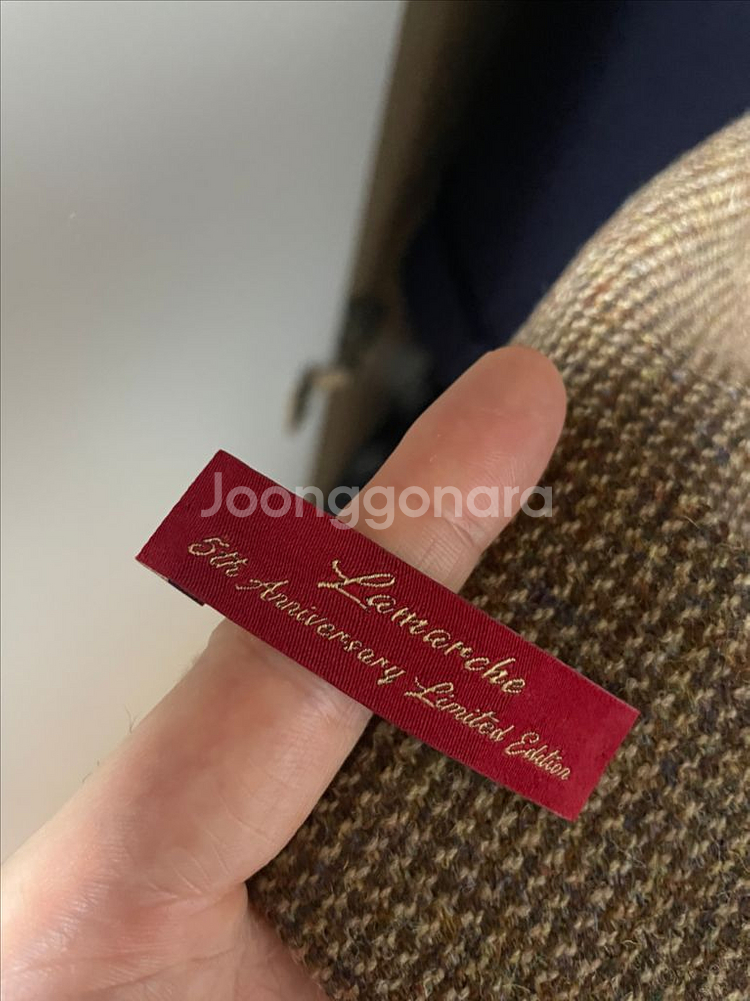 Joonggonara
Lamarche
5th Anniversary Limited Edition